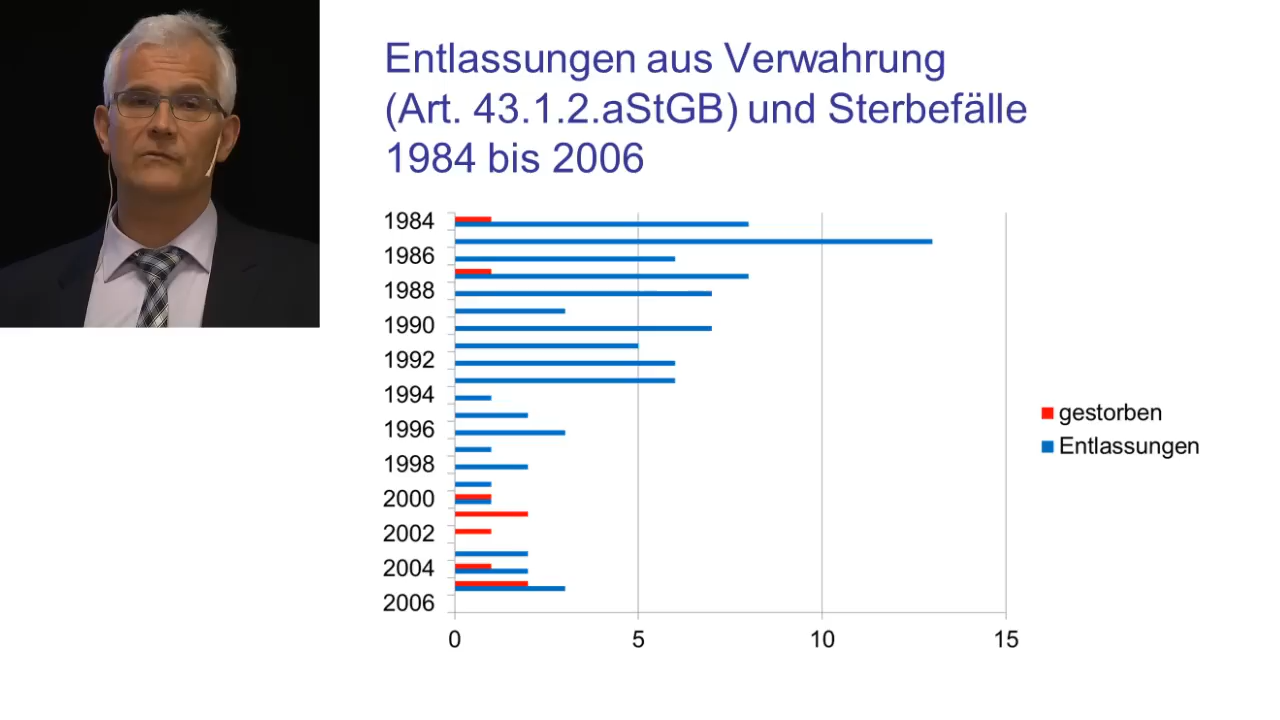 Entlassungen aus Verwahrung
(Art. 43.1.2.aStGB) und Sterbefälle
1984 bis 2006
1984
1986
1988
1990
1992
1994
1996
1998
2000
2002
2004
2006
0 5 10 15
gestorben
Entlassungen